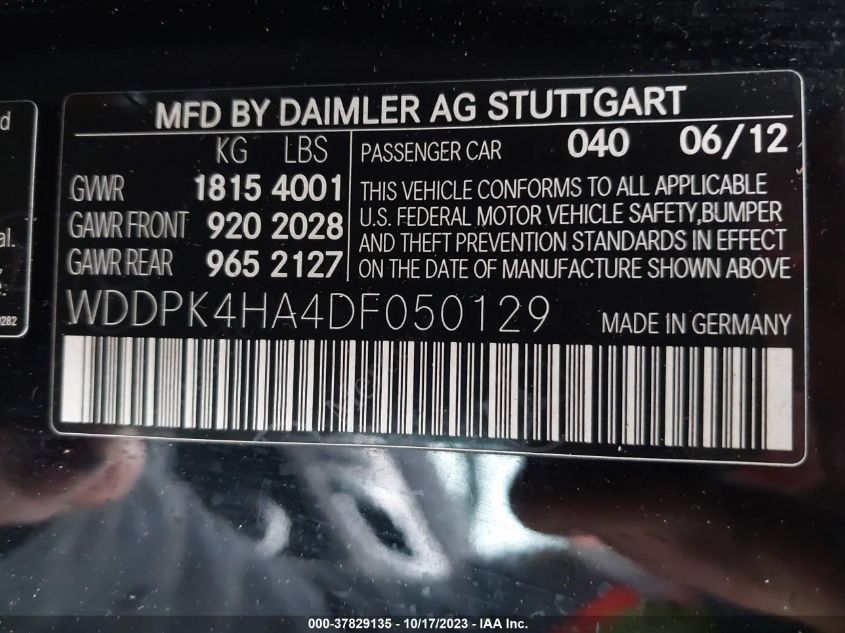 d
al.
0282
MFD BY DAIMLER AG STUTTGART
KG LBS
GVWR 1815 4001
GAWR FRONT 920 2028
GAWR REAR 965 2127
PASSENGER CAR 040 06/12
THIS VEHICLE CONFORMS TO ALL APPLICABLE
U.S. FEDERAL MOTOR VEHICLE SAFETY,BUMPER
AND THEFT PREVENTION STANDARDS IN EFFECT
ON THE DATE OF MANUFACTURE SHOWN ABOVE
WDDPK4HA4DF050129 MADE IN GERMANY
000-37829135 - 10/17/2023 - IAA Inc.